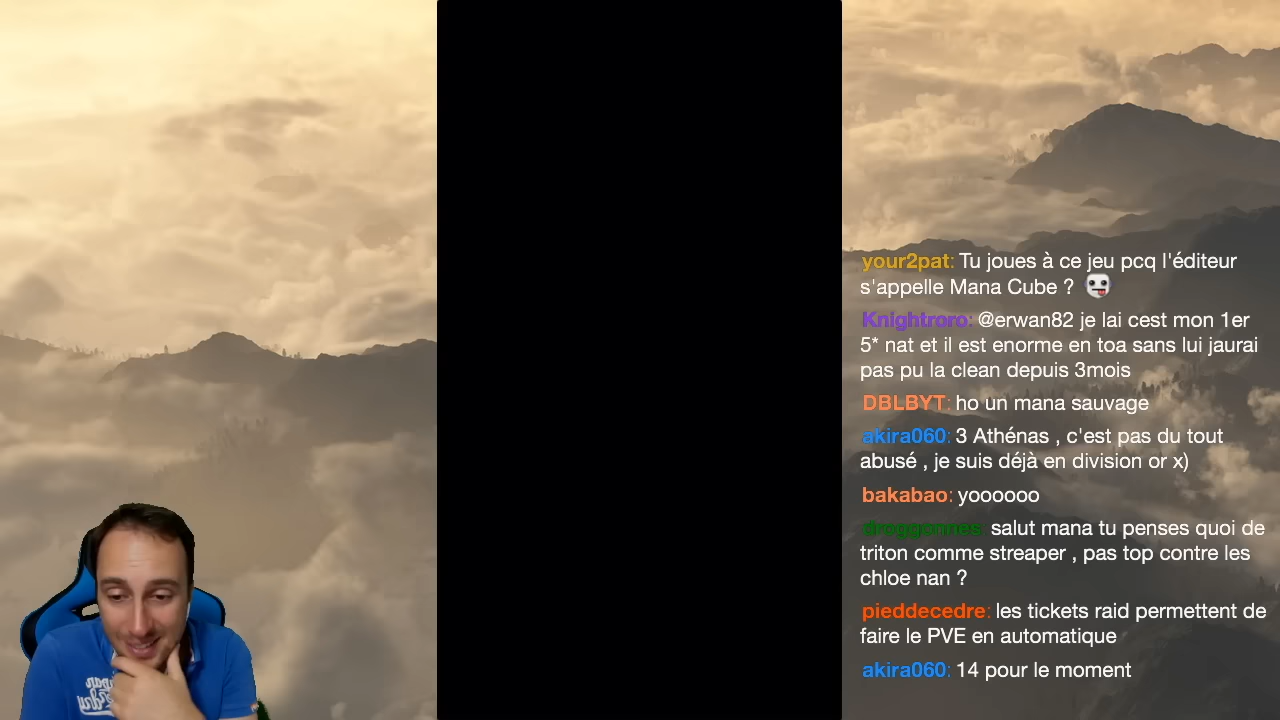 your2pat: Tu joues à ce jeu pcq l'éditeur
s'appelle Mana Cube ?
Knightroro: @erwan82 je lai cest mon 1er
5* nat et il est enorme en toa sans lui jaurai
pas pu la clean depuis 3mois
DBLBYT: ho un mana sauvage
akira060: 3 Athénas , c'est pas du tout
abusé , je suis déjà en division or x)
bakabao: yoooooo
droggonnes: salut mana tu penses quoi de
triton comme streaper , pas top contre les
chloe nan ?
pieddecedre: les tickets raid permettent de
faire le PVE en automatique
akira060: 14 pour le moment